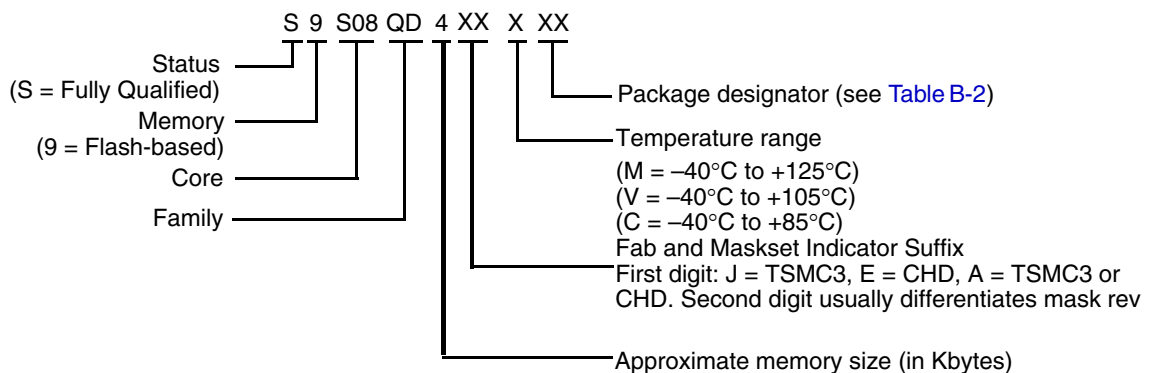 S 9 S08 QD 4 XX X XX
Status
(S = Fully Qualified)
Memory
(9 = Flash-based)
Core
Family
Package designator (see Table B-2)
Temperature range
(M = –40°C to +125°C)
(V = –40°C to +105°C)
(C = –40°C to +85°C)
Fab and Maskset Indicator Suffix
First digit: J = TSMC3, E = CHD, A = TSMC3 or
CHD. Second digit usually differentiates mask rev
Approximate memory size (in Kbytes)